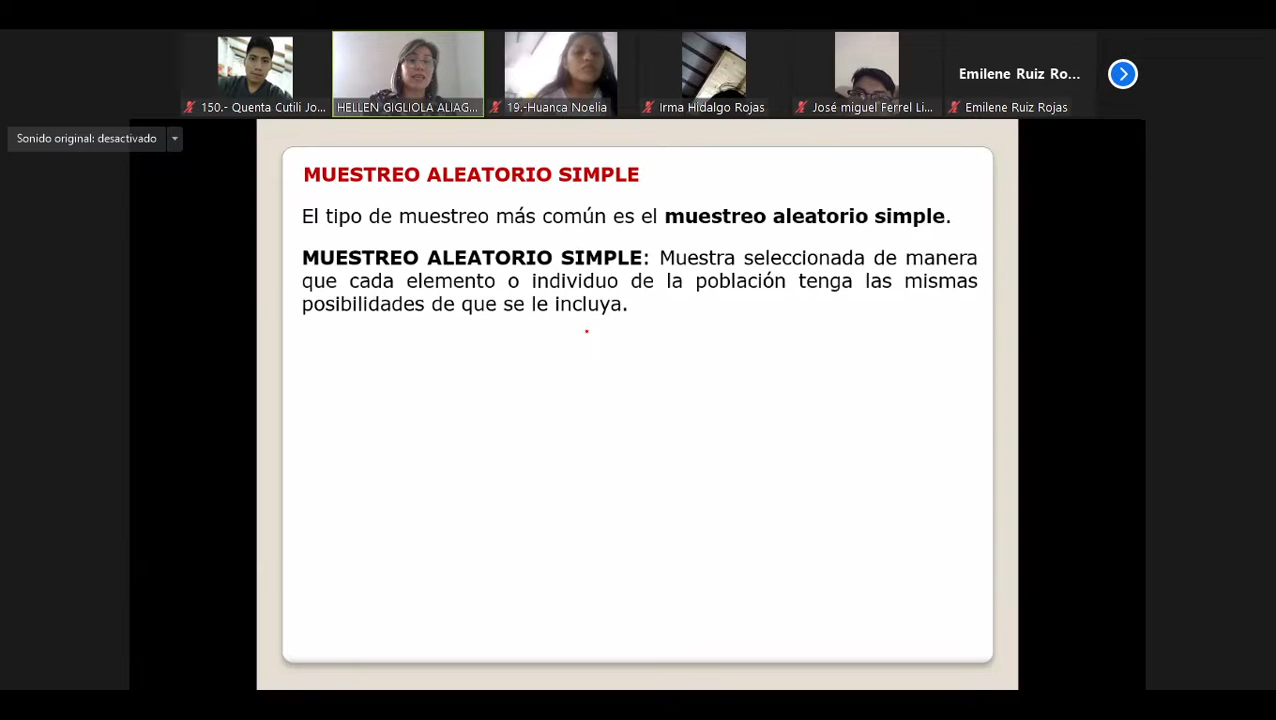 Emilene Ruiz Ro...
150.- Quenta Cutili Jo...
HELLEN GIGLIOLA ALIAG...
19.-Huanca Noelia
Irma Hidalgo Rojas
José miguel Ferrel Li...
Emilene Ruiz Rojas
Sonido original: desactivado
MUESTREO ALEATORIO SIMPLE
El tipo de muestreo más común es el muestreo aleatorio simple.
MUESTREO ALEATORIO SIMPLE: Muestra seleccionada de manera
que cada elemento o individuo de la población tenga las mismas
posibilidades de que se le incluya.